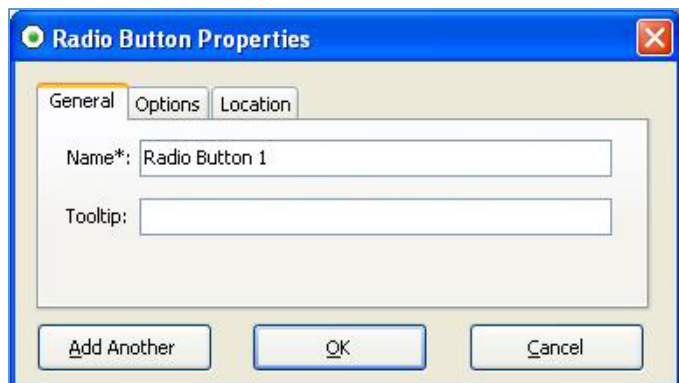 Radio Button Properties
General Options Location
Name*: Radio Button 1
Tooltip:
Add Another OK Cancel